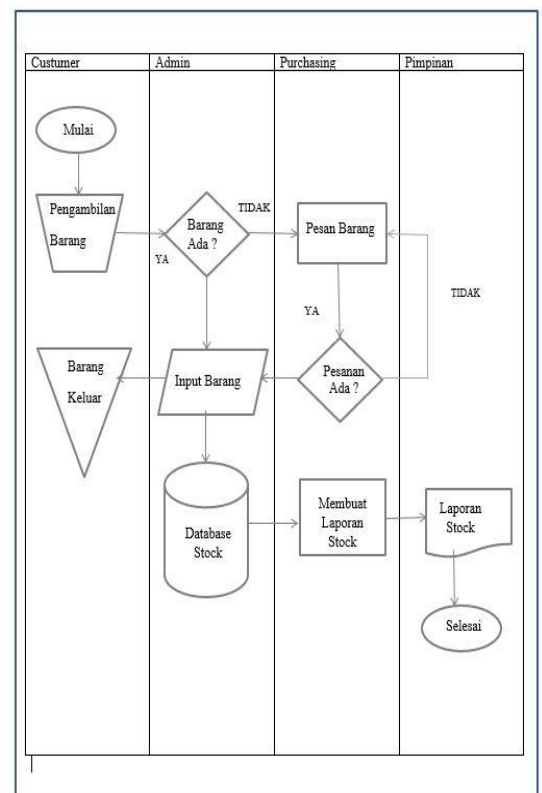 Custumer
Admin
Purchasing
Pimpinan
Mulai
Pengambilan
Barang
Barang
Ada ?
TIDAK
YA
Pesan Barang
TIDAK
YA
Barang
Keluar
Input Barang
Pesanan
Ada ?
Database
Stock
Membuat
Laporan
Stock
Laporan
Stock
Selesai